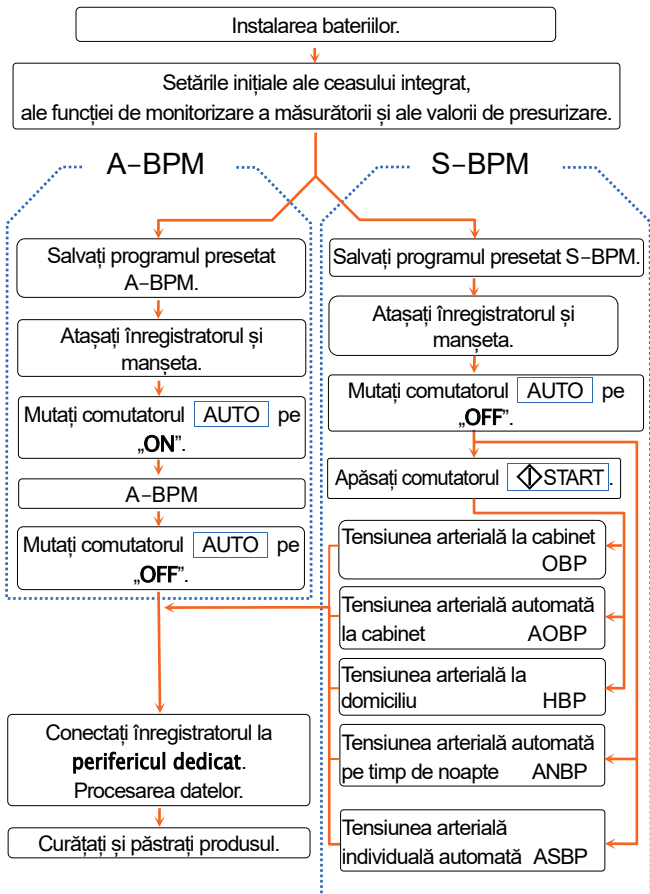 Instalarea bateriilor.
Setările inițiale ale ceasului integrat,
ale funcției de monitorizare a măsurătorii și ale valorii de presurizare.
A–BPM
Salvați programul presetat
A–BPM.
Atașați înregistratorul și
manșeta.
Mutați comutatorul AUTO pe
„ON”.
A–BPM
Mutați comutatorul AUTO pe
„OFF”.
S–BPM
Salvați programul presetat S–BPM.
Atașați înregistratorul și
manșeta.
Mutați comutatorul AUTO pe
„OFF”.
Apăsați comutatorul START.
Tensiunea arterială la cabinet
OBP
Tensiunea arterială automată
la cabinet AOBP
Tensiunea arterială la
domiciliu HBP
Tensiunea arterială automată
pe timp de noapte ANBP
Tensiunea arterială
individuală automată ASBP
Conectați înregistratorul la
perifericul dedicat.
Procesarea datelor.
Curățați și păstrați produsul.